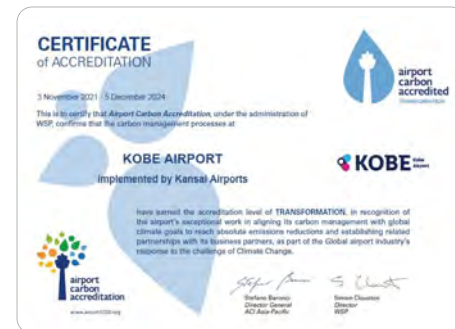 CERTIFICATE
of ACCREDITATION
airport
carbon
accredited
TRANSFORMATION
3 November 2021 - 5 December 2024
This is to certify that Airport Carbon Accreditation, under the administration of
WSP, confirms that the carbon management processes at
KOBE AIRPORT
implemented by Kansai Airports
KOBE Kobe
Airport
have earned the accreditation level of TRANSFORMATION, in recognition of
the airport's exceptional work in aligning its carbon management with global
climate goals to reach absolute emissions reductions and establishing related
partnerships with its business partners, as part of the Global airport industry's
response to the challenge of Climate Change.
airport
carbon
accreditation
Stefano Baronci
Director General
ACI Asia-Pacific
Simon Clouston
Director
WSP